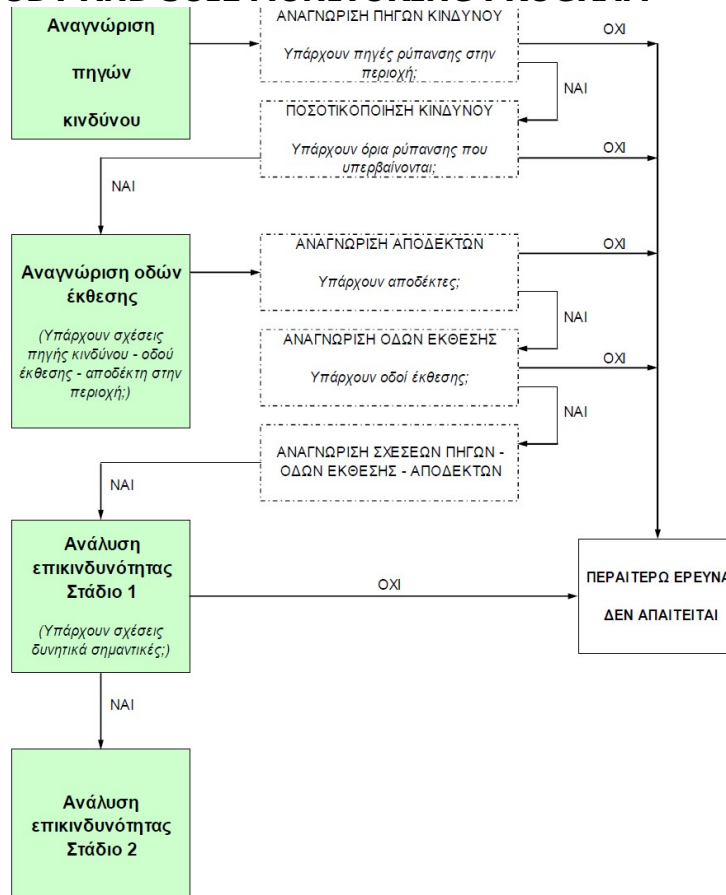 Αναγνώριση
πηγών
κινδύνου
ΑΝΑΓΝΩΡΙΣΗ ΠΗΓΩΝ ΚΙΝΔΥΝΟΥ
Υπάρχουν πηγές ρύπανσης στην
περιοχή;
ΟΧΙ
ΝΑΙ
ΠΟΣΟΤΙΚΟΠΟΙΗΣΗ ΚΙΝΔΥΝΟΥ
Υπάρχουν όρια ρύπανσης που
υπερβαίνονται;
ΟΧΙ
ΝΑΙ
Αναγνώριση οδών
έκθεσης
(Υπάρχουν σχέσεις
πηγής κινδύνου - οδού
έκθεσης - αποδέκτη στην
περιοχή;)
ΑΝΑΓΝΩΡΙΣΗ ΑΠΟΔΕΚΤΩΝ
Υπάρχουν αποδέκτες;
ΟΧΙ
ΝΑΙ
ΑΝΑΓΝΩΡΙΣΗ ΟΔΩΝ ΕΚΘΕΣΗΣ
Υπάρχουν οδοί έκθεσης;
ΟΧΙ
ΝΑΙ
ΑΝΑΓΝΩΡΙΣΗ ΣΧΕΣΕΩΝ ΠΗΓΩΝ -
ΟΔΩΝ ΕΚΘΕΣΗΣ - ΑΠΟΔΕΚΤΩΝ
ΝΑΙ
Ανάλυση
επικινδυνότητας
Στάδιο 1
(Υπάρχουν σχέσεις
δυνητικά σημαντικές;)
ΟΧΙ
ΠΕΡΑΙΤΕΡΩ ΕΡΕΥΝΑ
ΔΕΝ ΑΠΑΙΤΕΙΤΑΙ
ΝΑΙ
Ανάλυση
επικινδυνότητας
Στάδιο 2